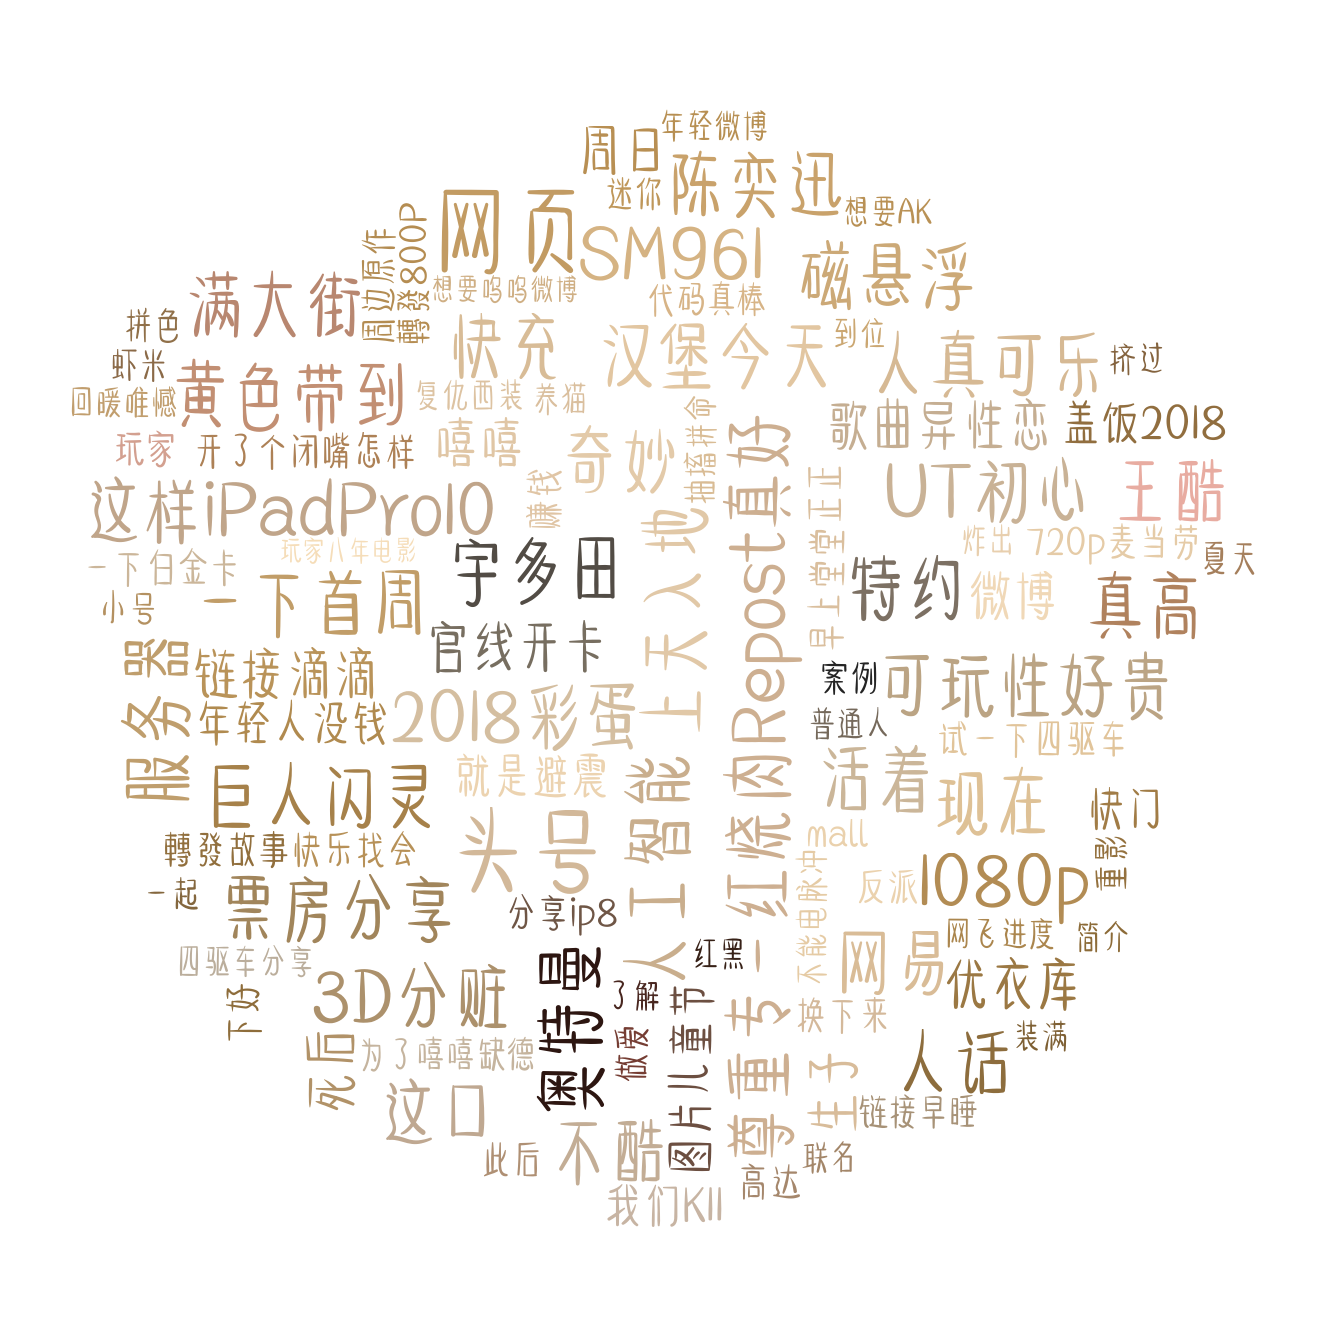 年轻微博
周日
陈奕迅
迷你
想要AK
网页
SM961
磁悬浮
周边原作
轉發800P
想要呜呜微博
代码真棒
满大街
拼色
快充
汉堡今天
到位
人真可乐
挤过
虾米
黄色带到
复仇西装
养猫
回暖唯憾
歌曲异性恋
盖饭2018
玩家
开了个闭嘴怎样
嘻嘻
奇妙
抽搐拼命
红烧肉Repost真好
这样iPadPro10
赚钱
早上堂堂正正
UT初心
王酷
一下白金卡
玩家八年电影
宇多田
人工智能
上天入地
炸出
720p麦当劳
夏天
小号
一下首周
特约
微博
真高
官线开卡
服务器
链接滴滴
案例
可玩性好贵
年轻人没钱
2018彩蛋
普通人
试一下四驱车
巨人闪灵
就是避震
活着
现在
快门
轉發故事
快乐找会
头号
mall
重影
一起
票房分享
分享ip8
不能电脉冲
反派
1080p
四驱车分享
红黑
网易
网飞进度
简介
下好
3D分赃
奥特曼
了解
优衣库
死后
为了嘻嘻缺德
做爱
图片儿童节
尊重专一
换下来
装满
这口
生子
人话
链接早睡
此后
不酷
高达
联名
我们K11